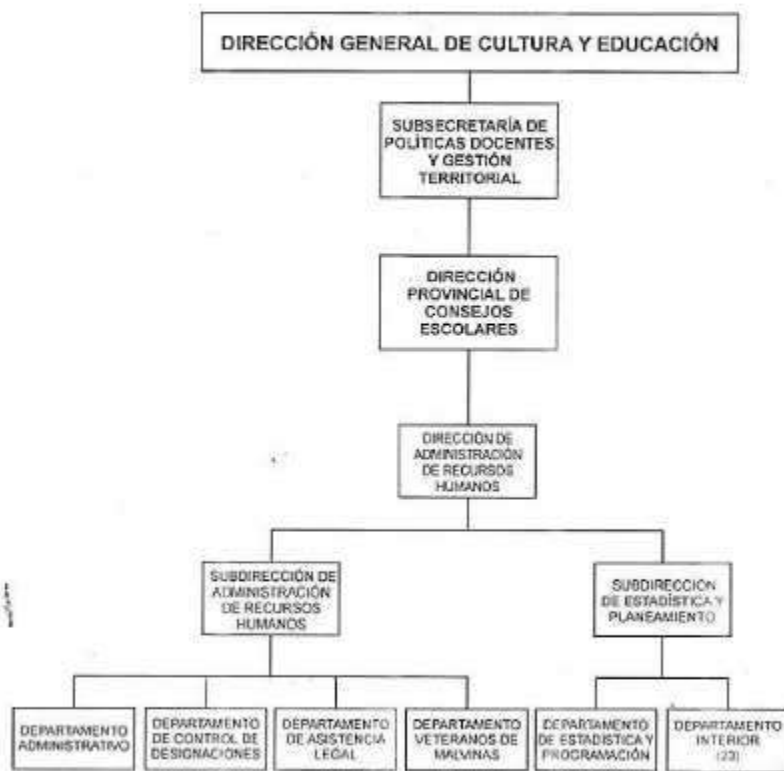 DIRECCIÓN GENERAL DE CULTURA Y EDUCACIÓN
SUBSECRETARÍA DE
POLÍTICAS DOCENTES
Y GESTIÓN
TERRITORIAL
DIRECCIÓN
PROVINCIAL DE
CONSEJOS
ESCOLARES
DIRECCIÓN DE
ADMINISTRACIÓN
DE RECURSOS
HUMANOS
SUBDIRECCIÓN DE
ADMINISTRACIÓN
DE RECURSOS
HUMANOS
SUBDIRECCION
DE ESTADÍSTICA Y
PLANEAMIENTO
DEPARTAMENTO
ADMINISTRATIVO
DEPARTAMENTO
DE CONTROL DE
DESIGNACIONES
DEPARTAMENTO
DE ASISTENCIA
LEGAL
DEPARTAMENTO
VETERANOS DE
MALVINAS
DEPARTAMENTO
DE ESTADÍSTICA Y
PROGRAMACIÓN
DEPARTAMENTO
INTERIOR
(23)